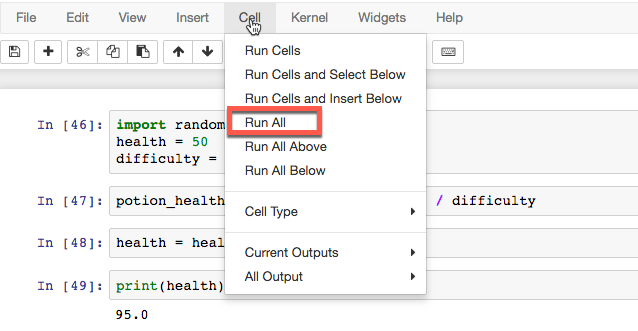 File Edit View Insert Cell Kernel Widgets Help
Run Cells
Run Cells and Select Below
Run Cells and Insert Below
Run All
Run All Above
Run All Below
Cell Type
Current Outputs
All Output
In [46]: import random
health = 50
difficulty =
In [47]: potion_health / difficulty
In [48]: health =
In [49]: print(health)
95.0